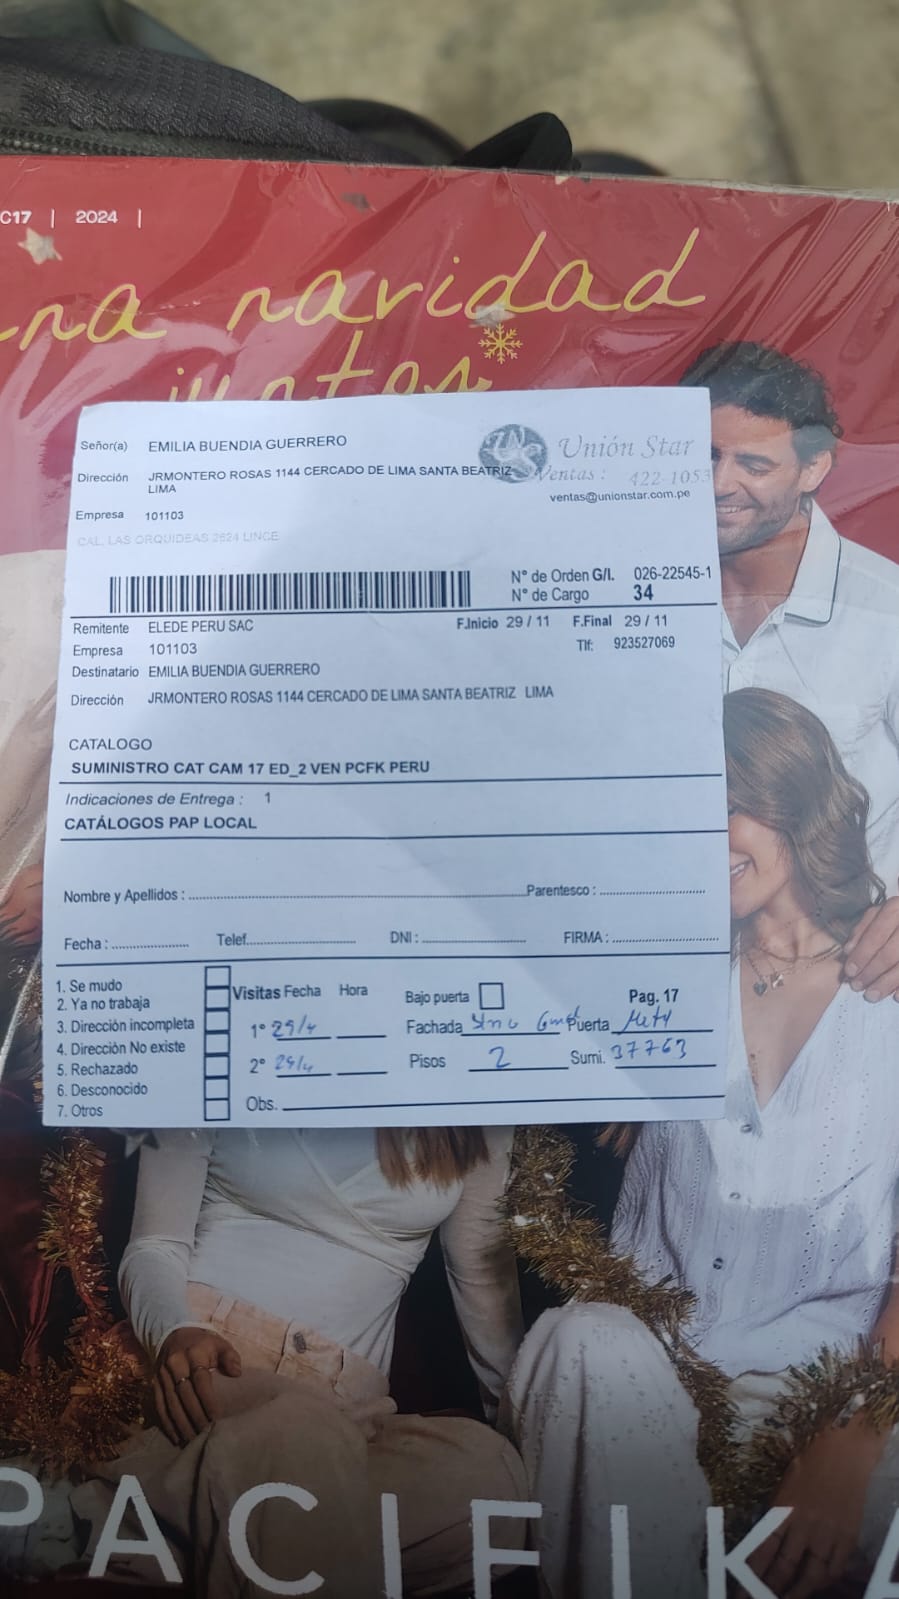 C17 | 2024 |
una navidad
juntos
Señor(a) EMILIA BUENDIA GUERRERO
Unión Star
Dirección JRMONTERO ROSAS 1144 CERCADO DE LIMA SANTA BEATRIZ
LIMA
Ventas : 422-1053
ventas@unionstar.com.pe
Empresa 101103
CAL. LAS ORQUIDEAS 2624 LINCE
N° de Orden G/I. 026-22545-1
N° de Cargo 34
Remitente ELEDE PERU SAC F.Inicio 29 / 11 F.Final 29 / 11
Empresa 101103 Tlf: 923527069
Destinatario EMILIA BUENDIA GUERRERO
Dirección JRMONTERO ROSAS 1144 CERCADO DE LIMA SANTA BEATRIZ LIMA
CATALOGO
SUMINISTRO CAT CAM 17 ED_2 VEN PCFK PERU
Indicaciones de Entrega : 1
CATÁLOGOS PAP LOCAL
Nombre y Apellidos : Parentesco :
Fecha : Telef. DNI : FIRMA :
1. Se mudo
2. Ya no trabaja
3. Dirección incompleta
4. Dirección No existe
5. Rechazado
6. Desconocido
7. Otros
Visitas Fecha Hora
1° 29/4
2° 29/4
Obs.
Bajo puerta Pag. 17
Fachada Puerta
Pisos 2 Sumi. 37763
PACIFIKA